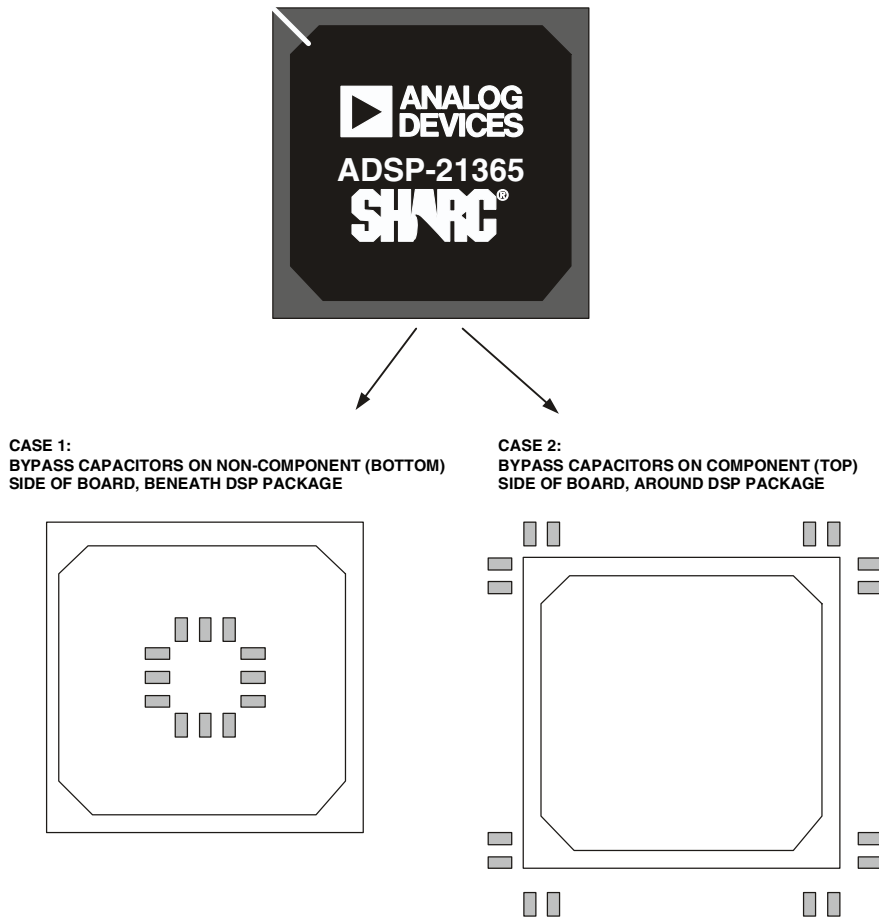 ANALOG
DEVICES
ADSP-21365
SHARC®
CASE 1:
BYPASS CAPACITORS ON NON-COMPONENT (BOTTOM)
SIDE OF BOARD, BENEATH DSP PACKAGE
CASE 2:
BYPASS CAPACITORS ON COMPONENT (TOP)
SIDE OF BOARD, AROUND DSP PACKAGE